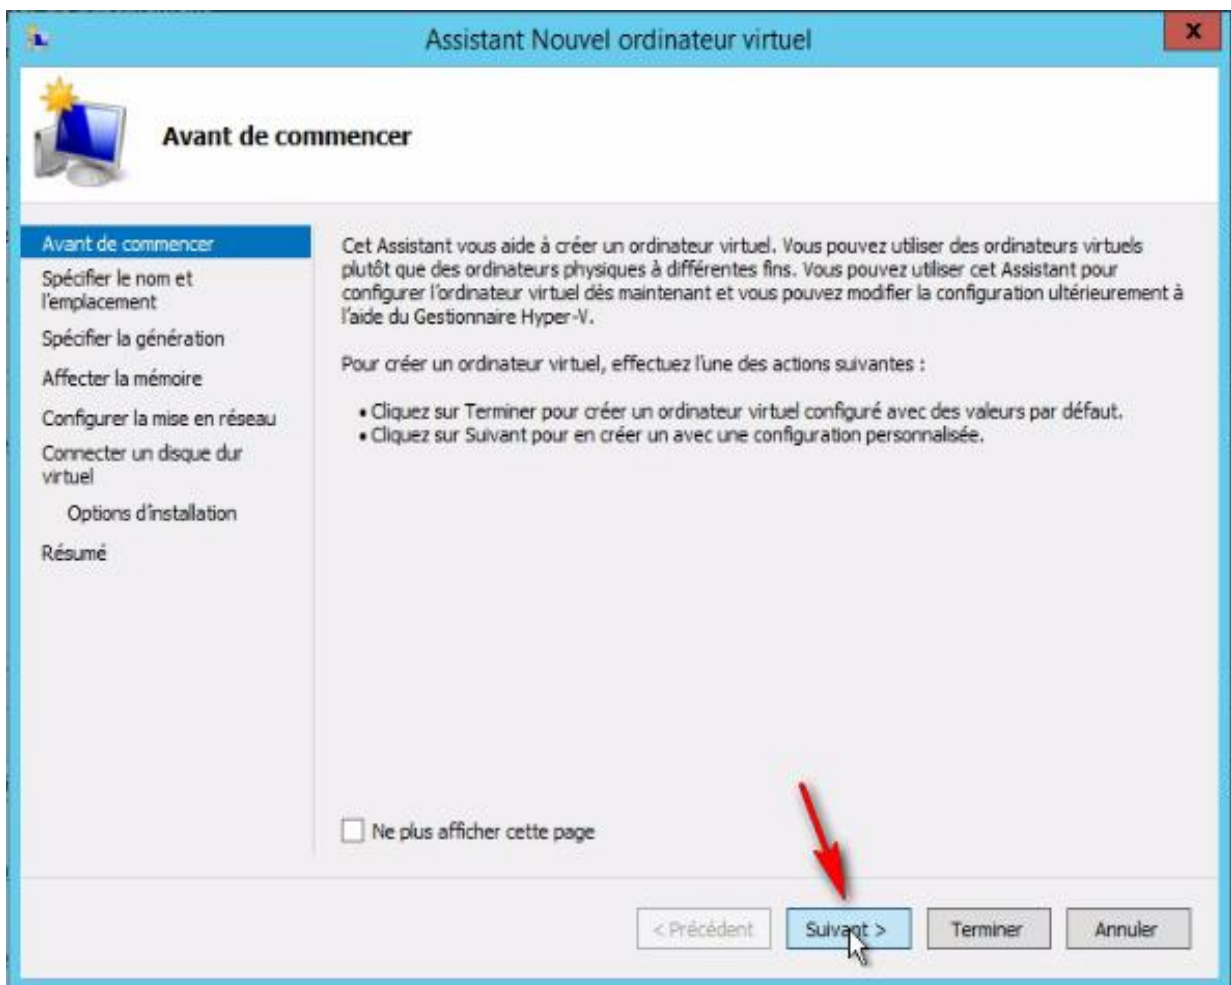 Assistant Nouvel ordinateur virtuel
x
Avant de commencer
Avant de commencer
Spécifier le nom et
l'emplacement
Spécifier la génération
Affecter la mémoire
Configurer la mise en réseau
Connecter un disque dur
virtuel
Options d'installation
Résumé
Cet Assistant vous aide à créer un ordinateur virtuel. Vous pouvez utiliser des ordinateurs virtuels
plutôt que des ordinateurs physiques à différentes fins. Vous pouvez utiliser cet Assistant pour
configurer l'ordinateur virtuel dès maintenant et vous pouvez modifier la configuration ultérieurement à
l'aide du Gestionnaire Hyper-V.
Pour créer un ordinateur virtuel, effectuez l'une des actions suivantes :
• Cliquez sur Terminer pour créer un ordinateur virtuel configuré avec des valeurs par défaut.
• Cliquez sur Suivant pour en créer un avec une configuration personnalisée.
Ne plus afficher cette page
< Précédent
Suivant >
Terminer
Annuler